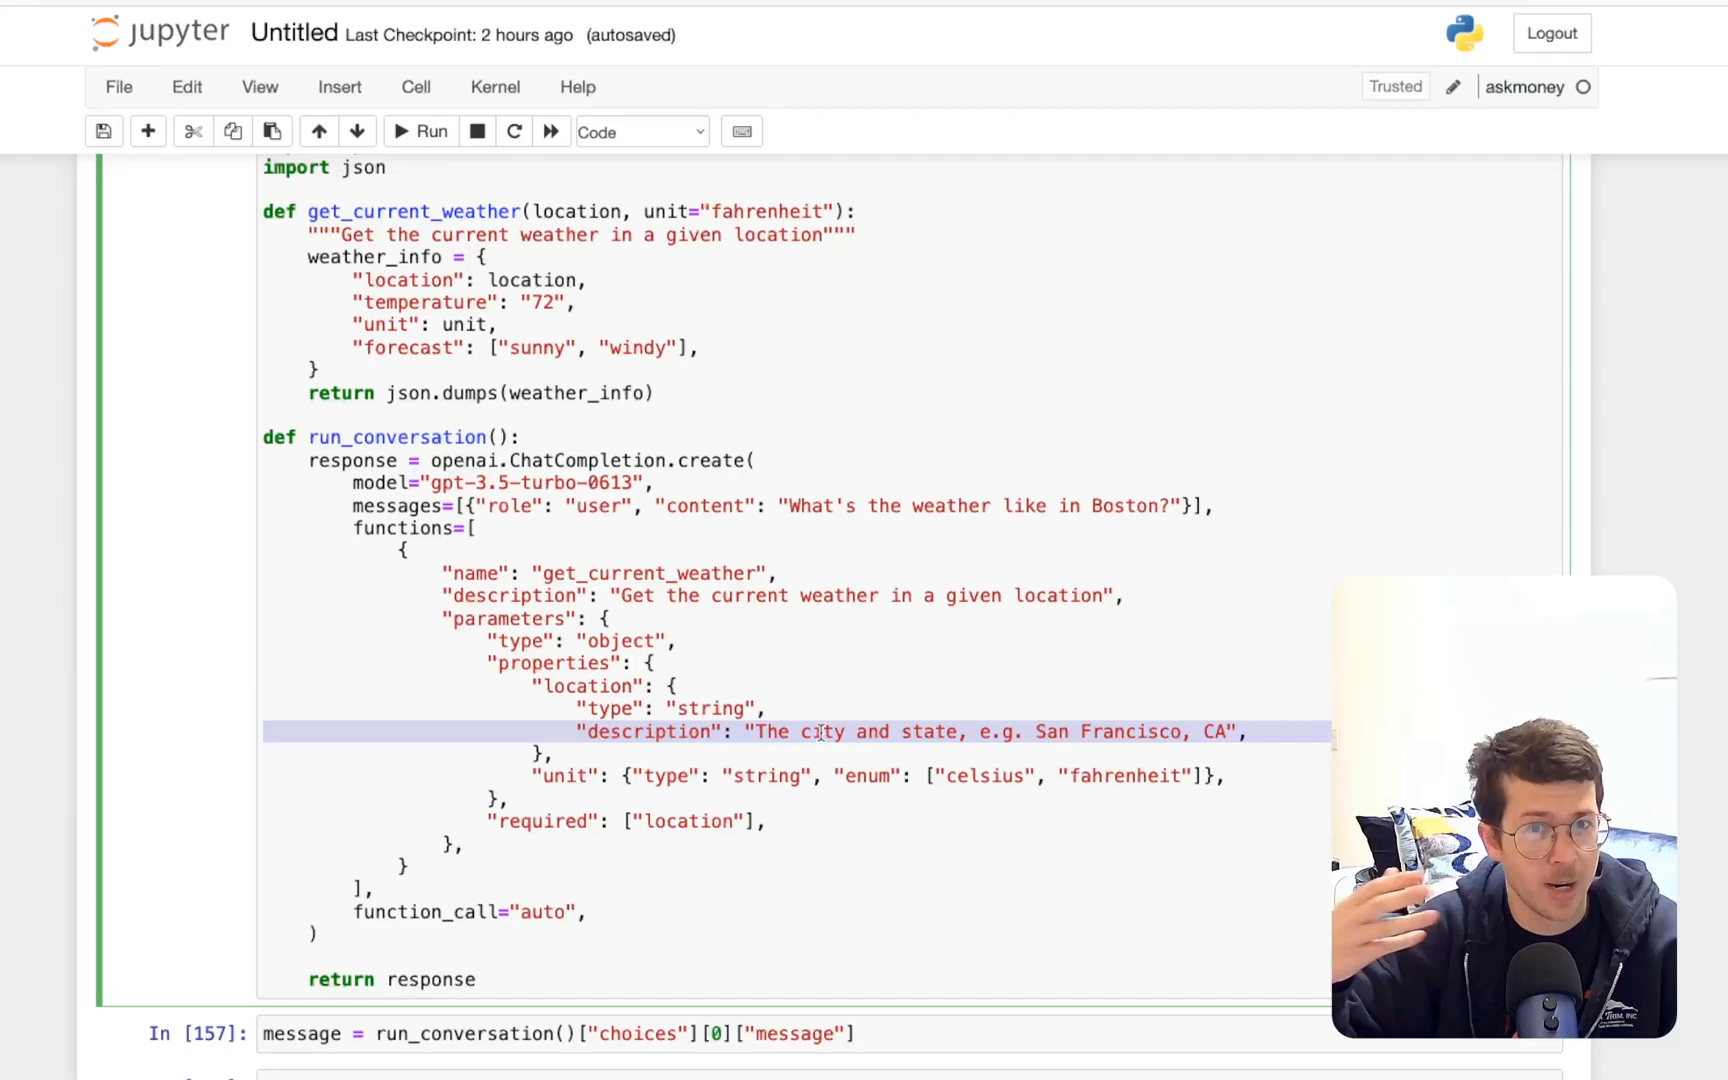 jupyter Untitled Last Checkpoint: 2 hours ago (autosaved)
Logout
File Edit View Insert Cell Kernel Help
Trusted askmoney
Run Code
import json
def get_current_weather(location, unit="fahrenheit"):
"""Get the current weather in a given location"""
weather_info = {
"location": location,
"temperature": "72",
"unit": unit,
"forecast": ["sunny", "windy"],
}
return json.dumps(weather_info)
def run_conversation():
response = openai.ChatCompletion.create(
model="gpt-3.5-turbo-0613",
messages=[{"role": "user", "content": "What's the weather like in Boston?"}],
functions=[
{
"name": "get_current_weather",
"description": "Get the current weather in a given location",
"parameters": {
"type": "object",
"properties": {
"location": {
"type": "string",
"description": "The city and state, e.g. San Francisco, CA",
},
"unit": {"type": "string", "enum": ["celsius", "fahrenheit"]},
},
"required": ["location"],
},
}
],
function_call="auto",
)
return response
In [157]: message = run_conversation()["choices"][0]["message"]